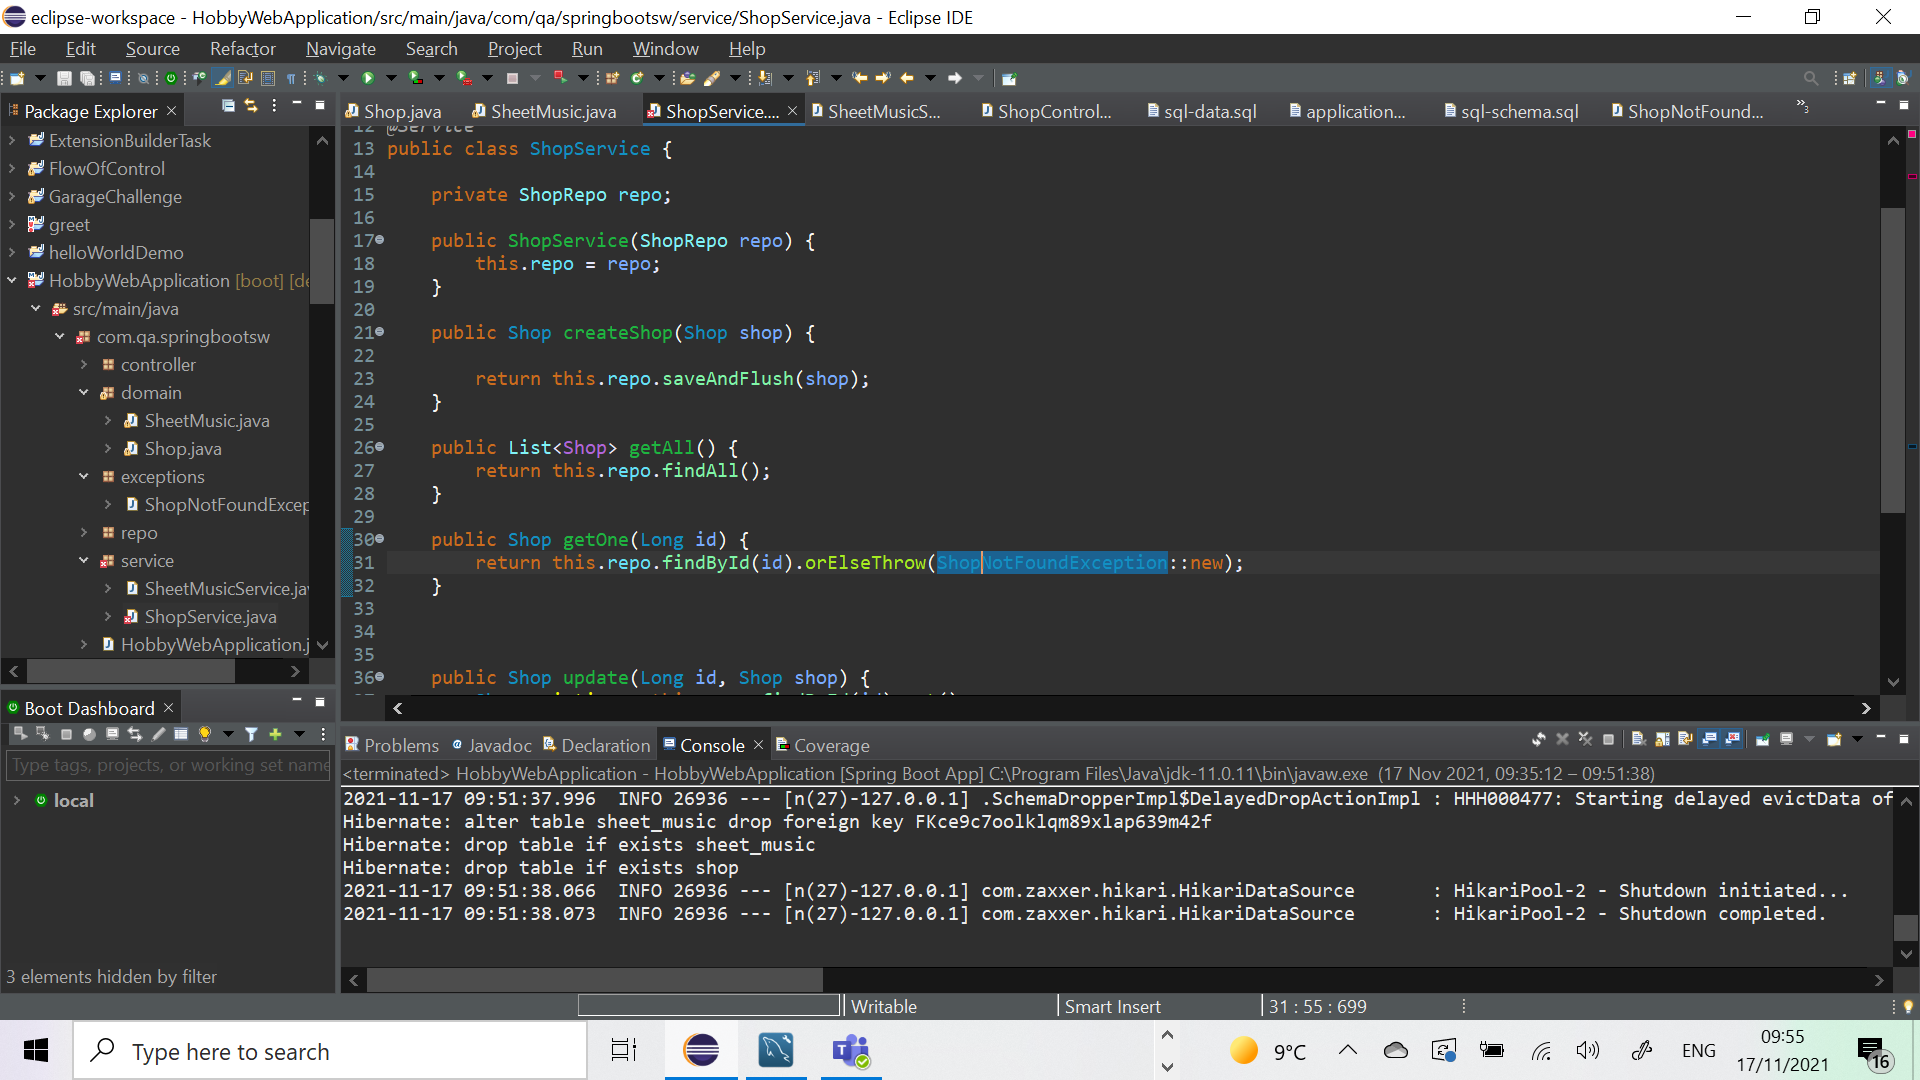 eclipse-workspace - HobbyWebApplication/src/main/java/com/qa/springbootsw/service/ShopService.java - Eclipse IDE
File Edit Source Refactor Navigate Search Project Run Window Help
Package Explorer
ExtensionBuilderTask
FlowOfControl
GarageChallenge
greet
helloWorldDemo
HobbyWebApplication [boot] [de
src/main/java
com.qa.springbootsw
controller
domain
SheetMusic.java
Shop.java
exceptions
ShopNotFoundExcep
repo
service
SheetMusicService.jav
ShopService.java
HobbyWebApplication.j
Shop.java SheetMusic.java ShopService.... SheetMusicS... ShopControl... sql-data.sql application... sql-schema.sql ShopNotFound... 3
12 @Service
13 public class ShopService {
14
15 private ShopRepo repo;
16
17 public ShopService(ShopRepo repo) {
18 this.repo = repo;
19 }
20
21 public Shop createShop(Shop shop) {
22
23 return this.repo.saveAndFlush(shop);
24 }
25
26 public List<Shop> getAll() {
27 return this.repo.findAll();
28 }
29
30 public Shop getOne(Long id) {
31 return this.repo.findById(id).orElseThrow(ShopNotFoundException::new);
32 }
33
34
35
36 public Shop update(Long id, Shop shop) {
Boot Dashboard
Type tags, projects, or working set name
local
3 elements hidden by filter
Problems Javadoc Declaration Console Coverage
<terminated> HobbyWebApplication - HobbyWebApplication [Spring Boot App] C:\Program Files\Java\jdk-11.0.11\bin\javaw.exe (17 Nov 2021, 09:35:12 – 09:51:38)
2021-11-17 09:51:37.996 INFO 26936 --- [n(27)-127.0.0.1] .SchemaDropperImpl$DelayedDropActionImpl : HHH000477: Starting delayed evictData of
Hibernate: alter table sheet_music drop foreign key FKce9c7oolklqm89xlap639m42f
Hibernate: drop table if exists sheet_music
Hibernate: drop table if exists shop
2021-11-17 09:51:38.066 INFO 26936 --- [n(27)-127.0.0.1] com.zaxxer.hikari.HikariDataSource : HikariPool-2 - Shutdown initiated...
2021-11-17 09:51:38.073 INFO 26936 --- [n(27)-127.0.0.1] com.zaxxer.hikari.HikariDataSource : HikariPool-2 - Shutdown completed.
Writable Smart Insert 31 : 55 : 699
Type here to search
9°C ENG
09:55
17/11/2021
16